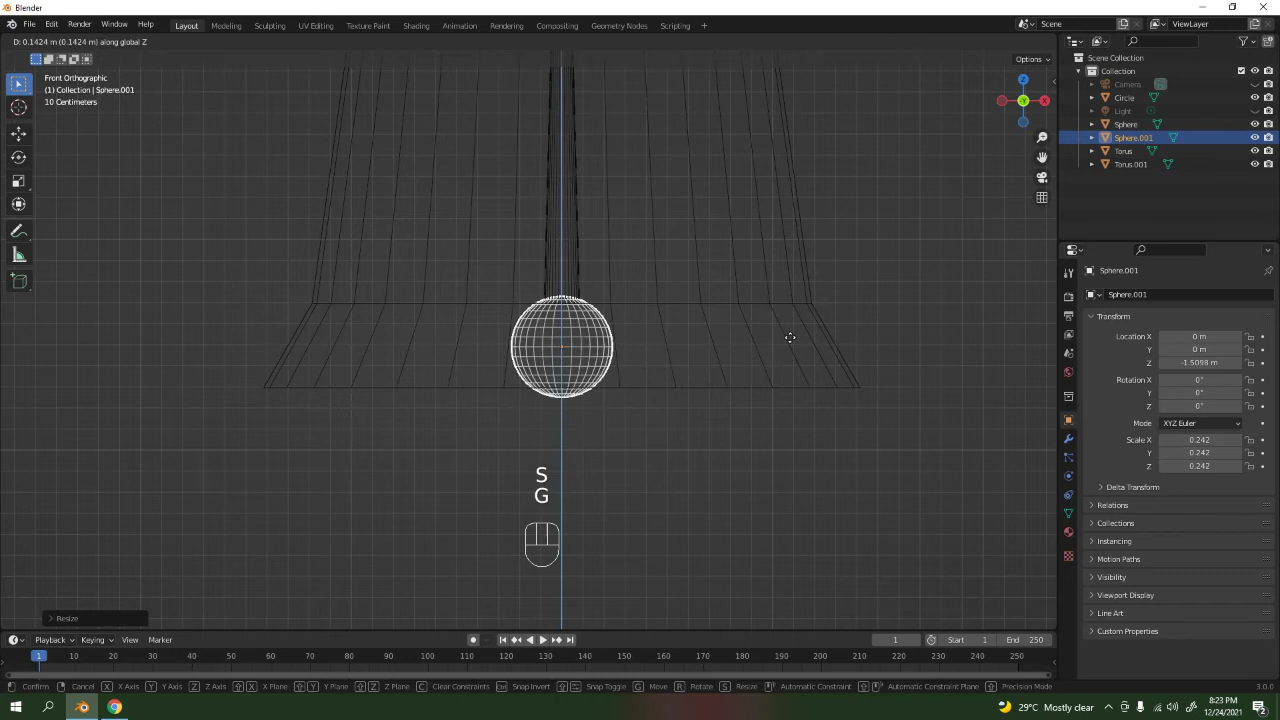 Blender
File Edit Render Window Help Layout Modeling Sculpting UV Editing Texture Paint Shading Animation Rendering Compositing Geometry Nodes Scripting + Scene ViewLayer
D: 0.1424 m (0.1424 m) along global Z
Options
Front Orthographic
(1) Collection | Sphere.001
10 Centimeters
Z
X
Y
Scene Collection
Collection
Camera
Circle
Light
Sphere
Sphere.001
Torus
Torus.001
Sphere.001
Sphere.001
Transform
Location X 0 m
Y 0 m
Z -1.5098 m
Rotation X 0°
Y 0°
Z 0°
Mode XYZ Euler
Scale X 0.242
Y 0.242
Z 0.242
Delta Transform
Relations
Collections
Instancing
Motion Paths
Visibility
Viewport Display
Line Art
Custom Properties
S
G
Resize
Playback Keying View Marker 1 Start 1 End 250
1 10 20 30 40 50 60 70 80 90 100 110 120 130 140 150 160 170 180 190 200 210 220 230 240 250
Confirm Cancel X X Axis Y Y Axis Z Z Axis X X Plane Y Y Plane Z Z Plane C Clear Constraints Snap Invert Snap Toggle G Move R Rotate S Resize Automatic Constraint Automatic Constraint Plane Precision Mode 3.0.0
29°C Mostly clear 8:23 PM
12/24/2021